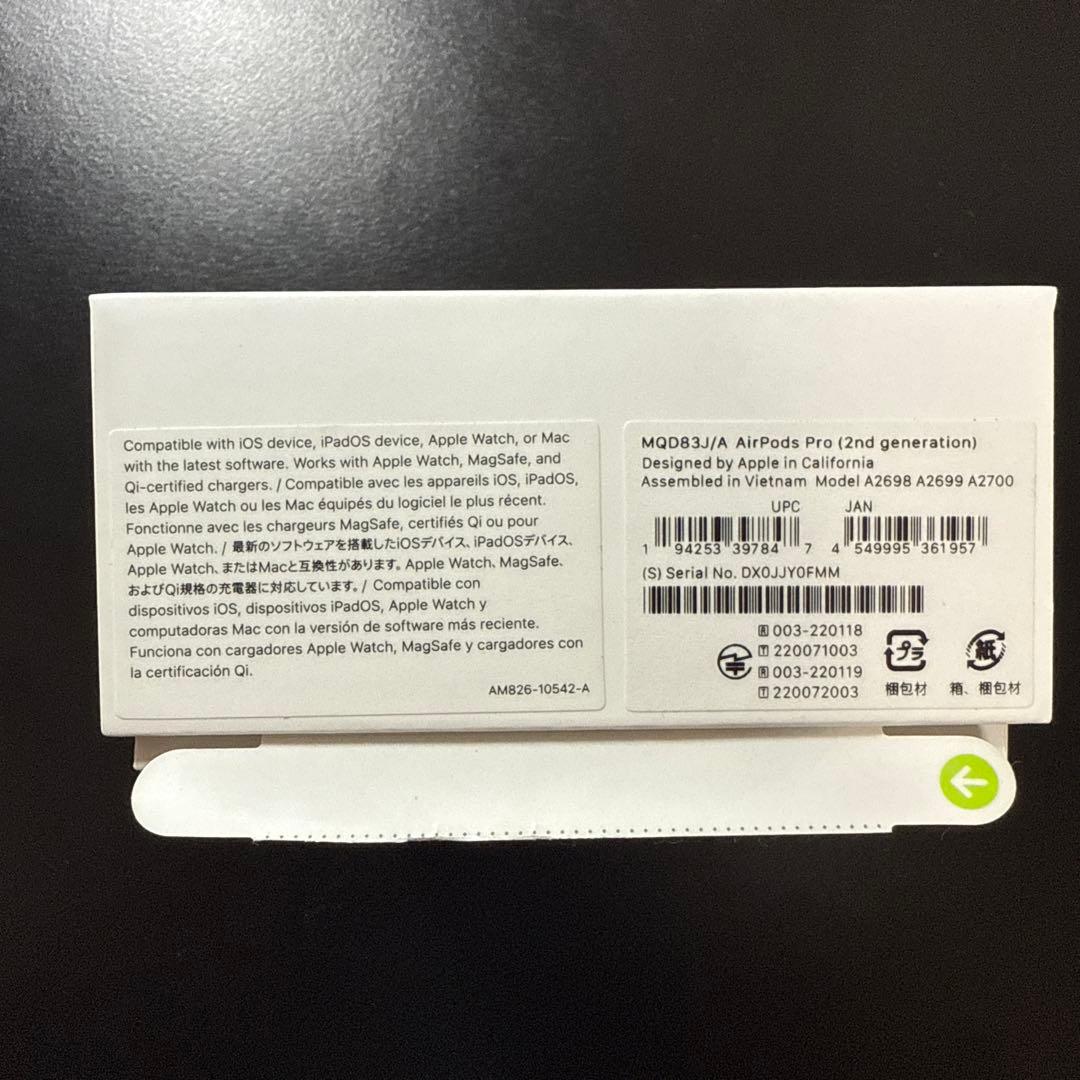 Compatible with iOS device, iPadOS device, Apple Watch, or Mac
with the latest software. Works with Apple Watch, MagSafe, and
Qi-certified chargers. / Compatible avec les appareils iOS, iPadOS,
les Apple Watch ou les Mac équipés du logiciel le plus récent.
Fonctionne avec les chargeurs MagSafe, certifiés Qi ou pour
Apple Watch. / 最新のソフトウェアを搭載したiOSデバイス、iPadOSデバイス、
Apple Watch、またはMacと互換性があります。Apple Watch、MagSafe、
およびQi規格の充電器に対応しています。/ Compatible con
dispositivos iOS, dispositivos iPadOS, Apple Watch y
computadoras Mac con la versión de software más reciente.
Funciona con cargadores Apple Watch, MagSafe y cargadores con
la certificación Qi.
AM826-10542-A
MQD83J/A AirPods Pro (2nd generation)
Designed by Apple in California
Assembled in Vietnam Model A2698 A2699 A2700
UPC JAN
1 94253 39784 7 4 549995 361957
(S) Serial No. DX0JJY0FMM
R 003-220118
T 220071003
R 003-220119
T 220072003
プラ 紙
梱包材 箱、梱包材